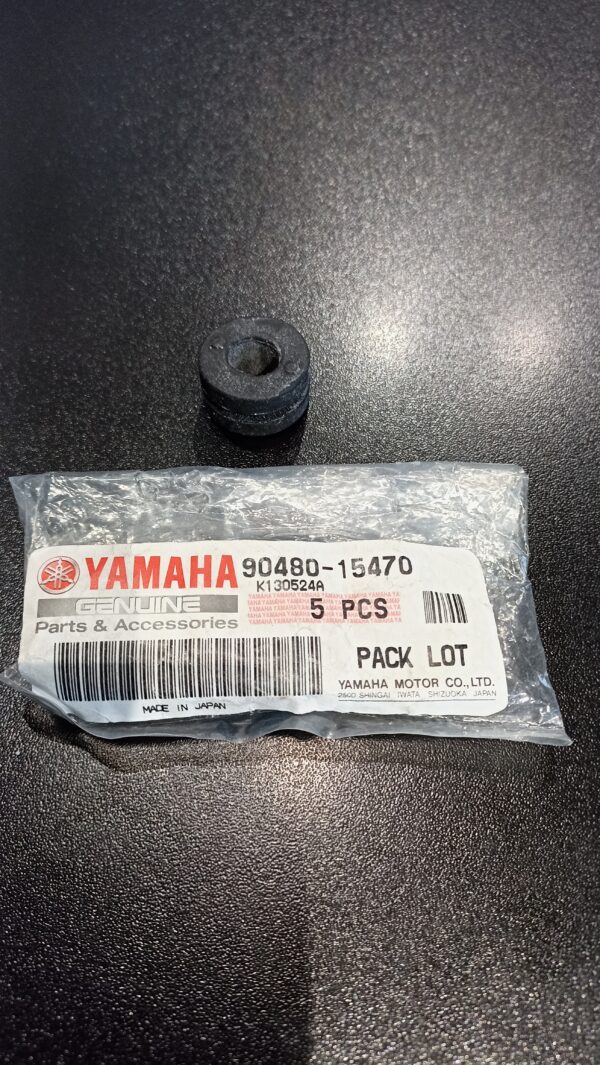 YAMAHA 90480-15470
K130524A
GENUINE
Parts & Accessories
5 PCS
PACK LOT
YAMAHA MOTOR CO.,LTD.
2500 SHINGAI IWATA SHIZUOKA JAPAN
MADE IN JAPAN